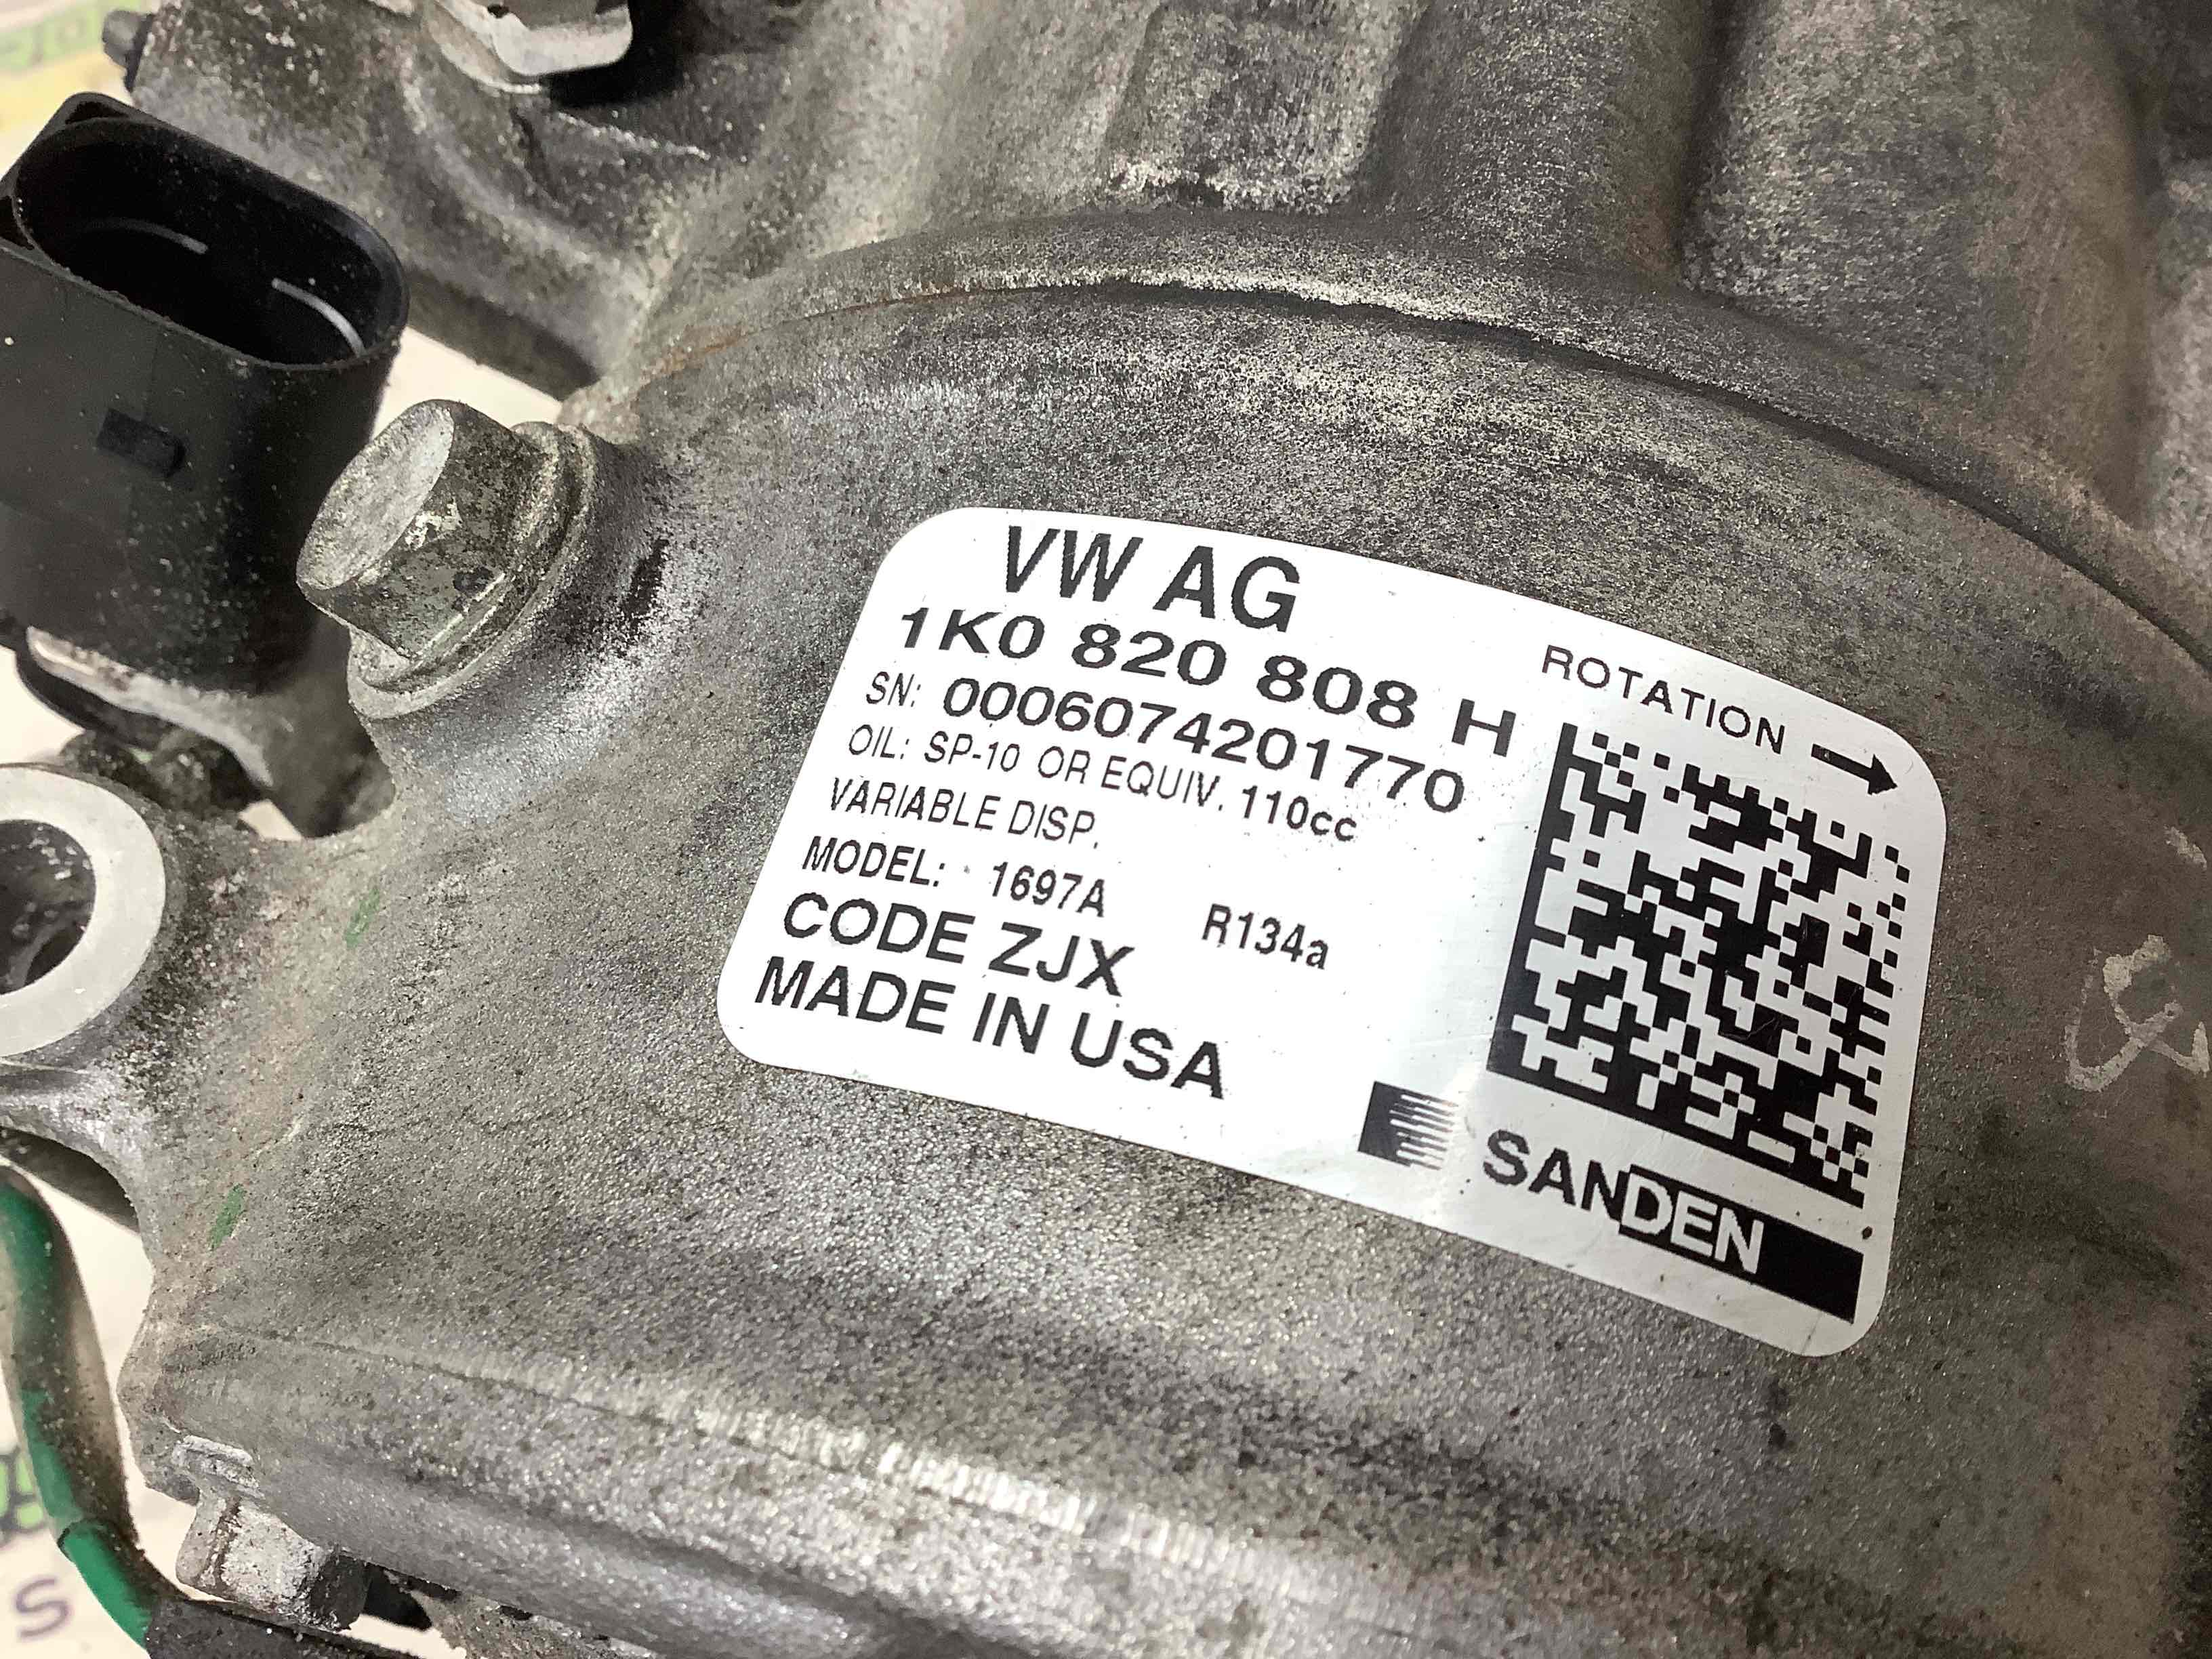 VW AG
1K0 820 808 H
SN: 0006074201770
OIL: SP-10 OR EQUIV. 110cc
VARIABLE DISP.
MODEL: 1697A R134a
CODE ZJX
MADE IN USA
ROTATION →
SANDEN
S